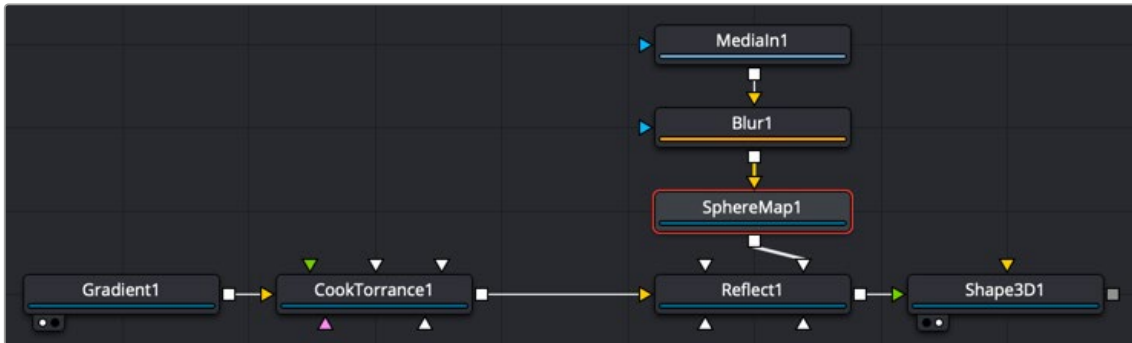 MediaIn1
Blur1
SphereMap1
Gradient1
CookTorrance1
Reflect1
Shape3D1